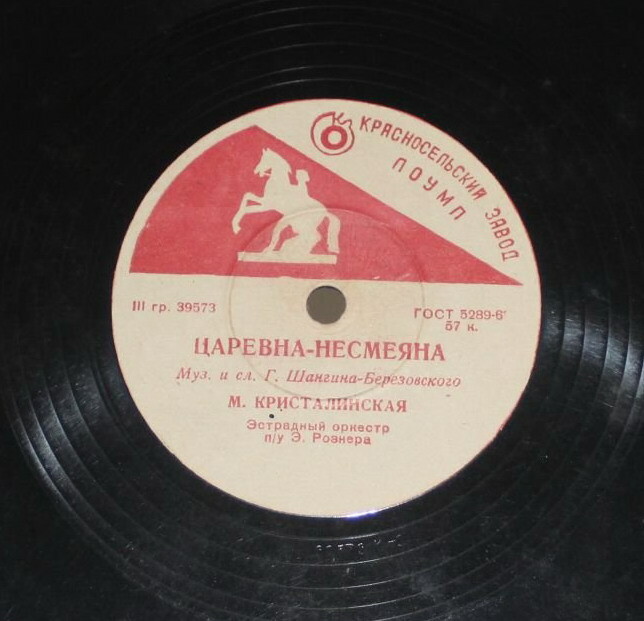 КРАСНОСЕЛЬСКИЙ ЗАВОД
ЛОУМП
III гр. 39573
ГОСТ 5289-6
57 к.
ЦАРЕВНА-НЕСМЕЯНА
Муз. и сл. Г. Шангина-Березовского
М. КРИСТАЛИНСКАЯ
Эстрадный оркестр
п/у Э. Рознера